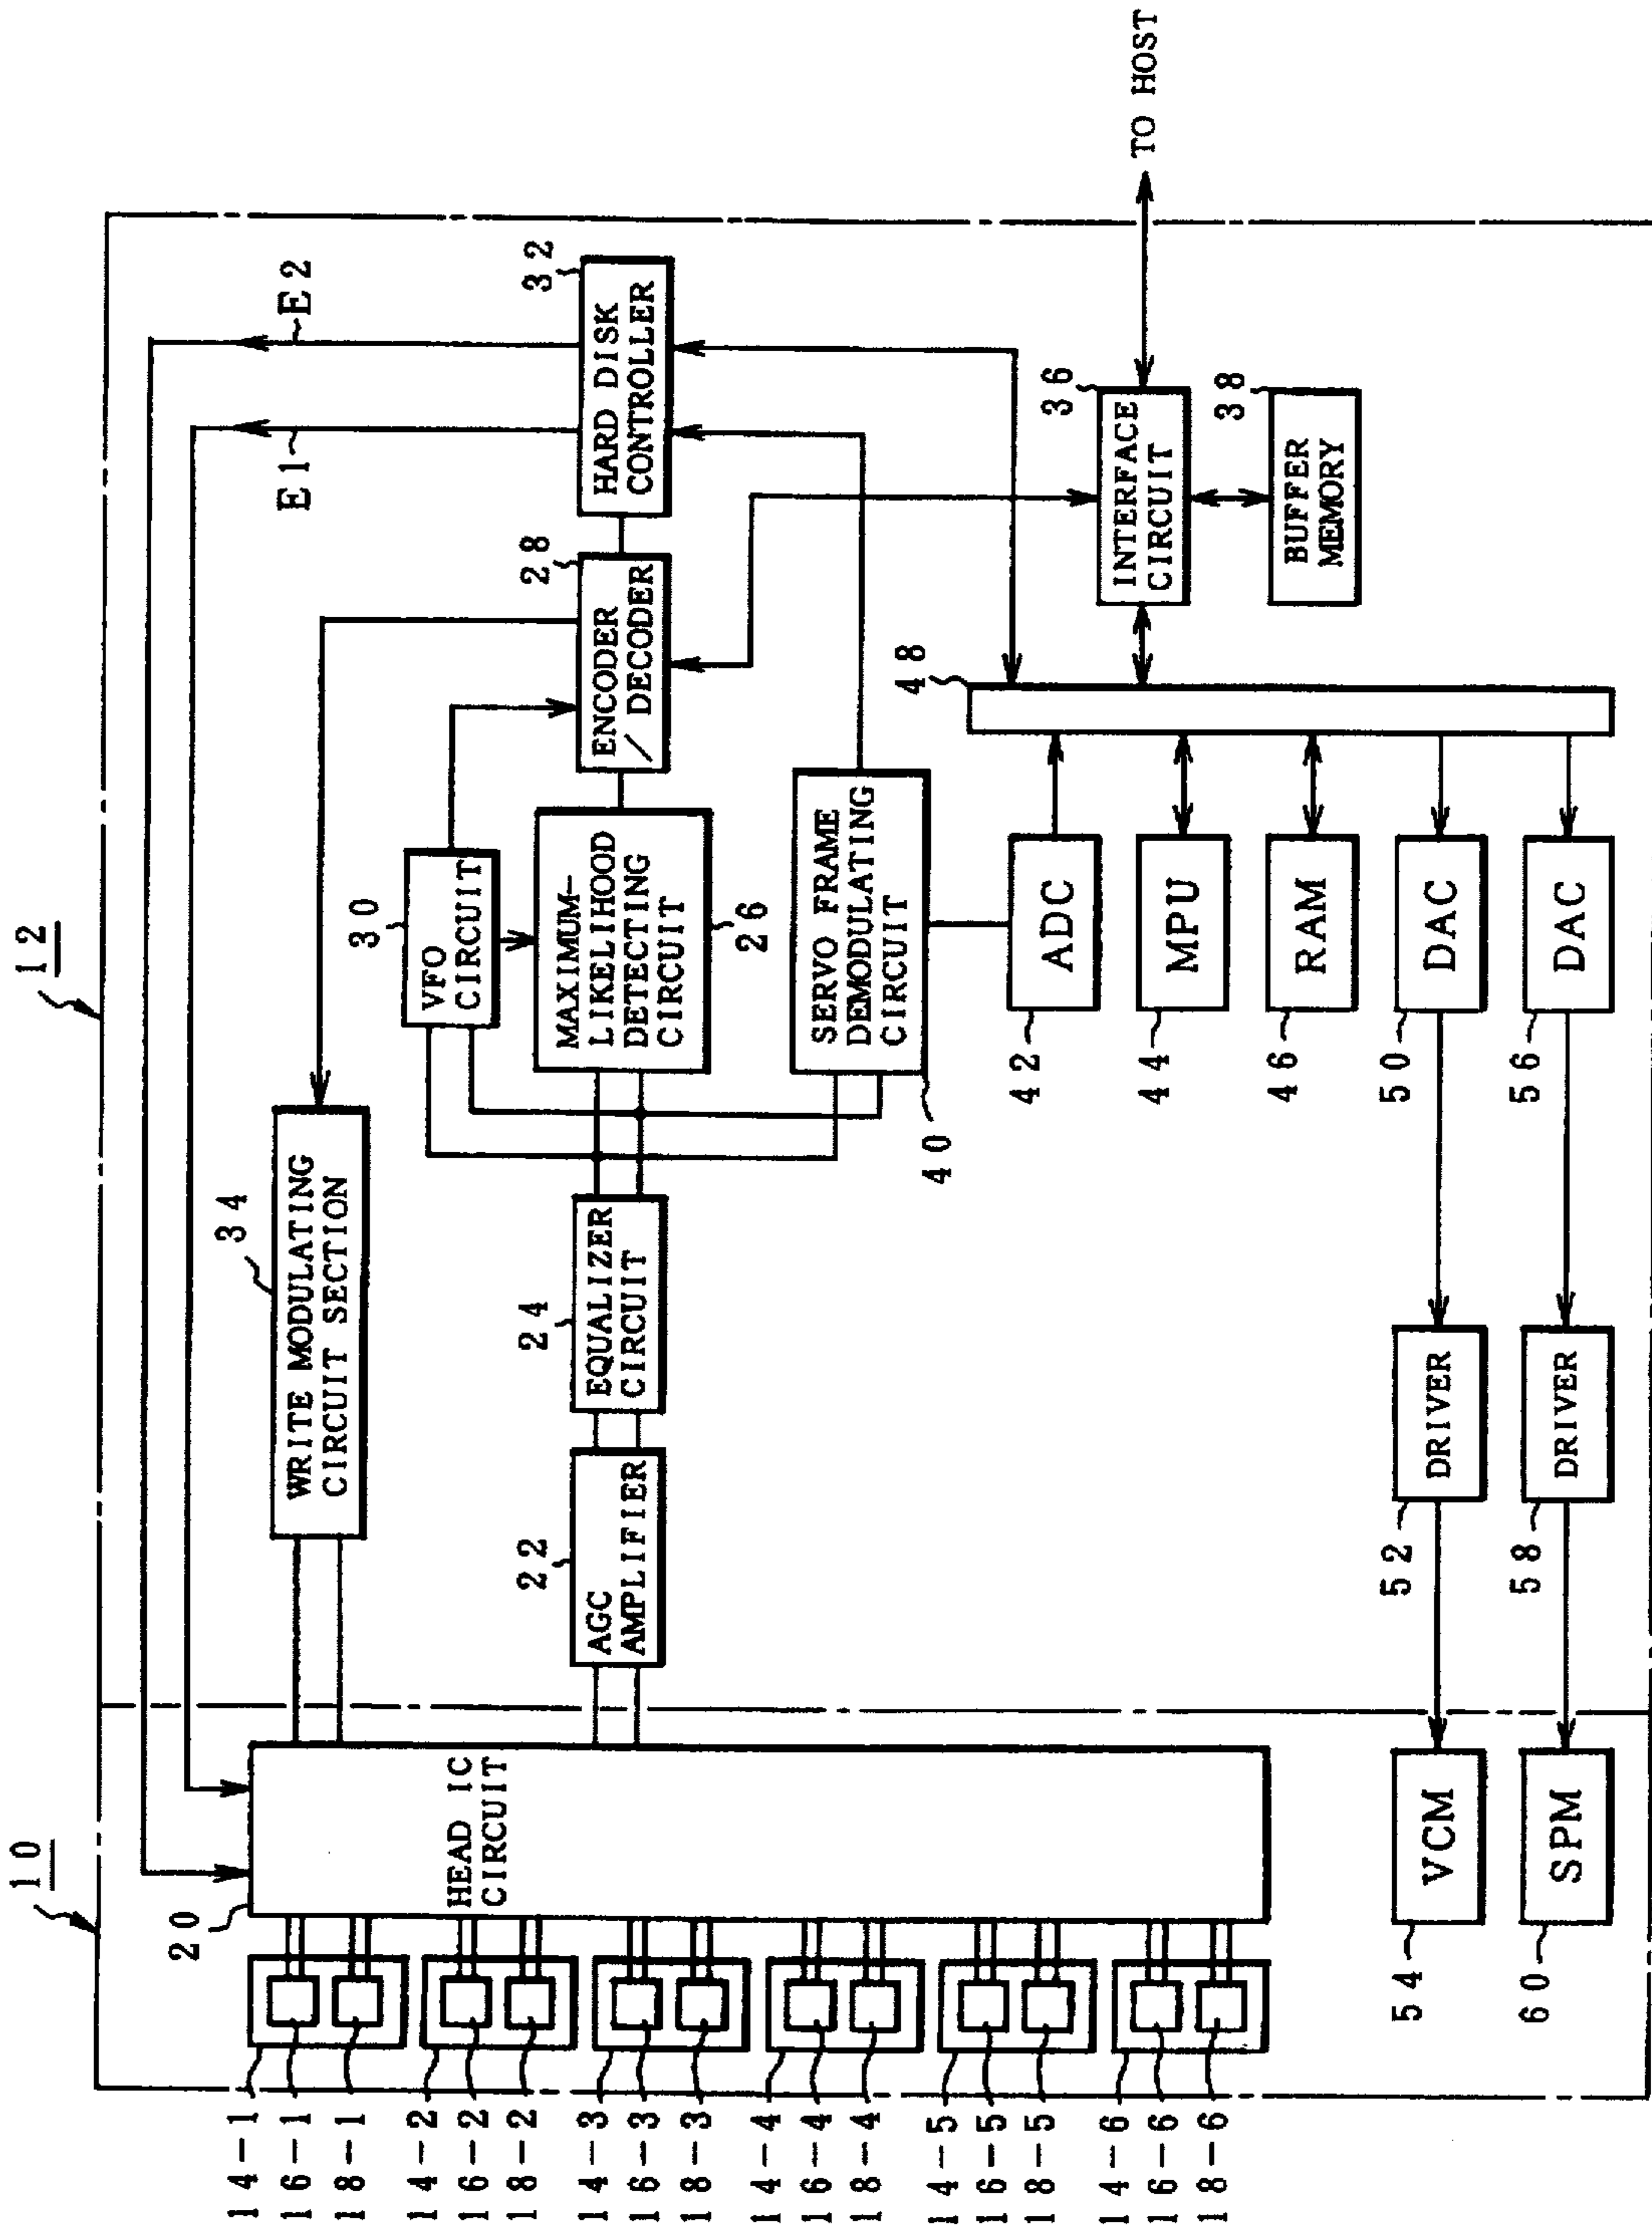 10
12
E2
E1
34
WRITE MODULATING
CIRCUIT SECTION
30
VFO
CIRCUIT
28
ENCODER
/ DECODER
32
HARD DISK
CONTROLLER
20
HEAD IC
CIRCUIT
22
AGC
AMPLIFIER
24
EQUALIZER
CIRCUIT
MAXIMUM-
LIKELIHOOD
DETECTING
CIRCUIT
26
SERVO FRAME
DEMODULATING
CIRCUIT
40
48
36
INTERFACE
CIRCUIT
TO HOST
38
BUFFER
MEMORY
ADC
42
MPU
44
RAM
46
DAC
50
DAC
56
DRIVER
52
DRIVER
58
VCM
54
SPM
60
14-1
16-1
18-1
14-2
16-2
18-2
14-3
16-3
18-3
14-4
16-4
18-4
14-5
16-5
18-5
14-6
16-6
18-6